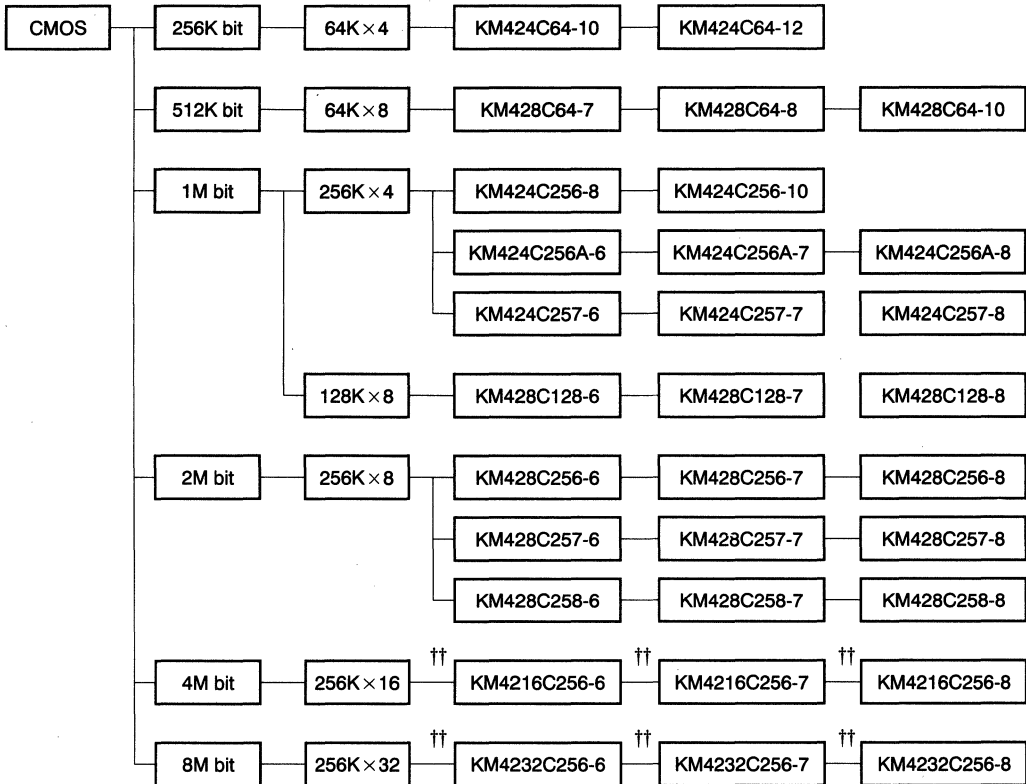 CMOS 256K bit 64K×4 KM424C64-10 KM424C64-12
512K bit 64K×8 KM428C64-7 KM428C64-8 KM428C64-10
1M bit 256K×4 KM424C256-8 KM424C256-10
KM424C256A-6 KM424C256A-7 KM424C256A-8
KM424C257-6 KM424C257-7 KM424C257-8
128K×8 KM428C128-6 KM428C128-7 KM428C128-8
2M bit 256K×8 KM428C256-6 KM428C256-7 KM428C256-8
KM428C257-6 KM428C257-7 KM428C257-8
KM428C258-6 KM428C258-7 KM428C258-8
†† †† ††
4M bit 256K×16 KM4216C256-6 KM4216C256-7 KM4216C256-8
†† †† ††
8M bit 256K×32 KM4232C256-6 KM4232C256-7 KM4232C256-8